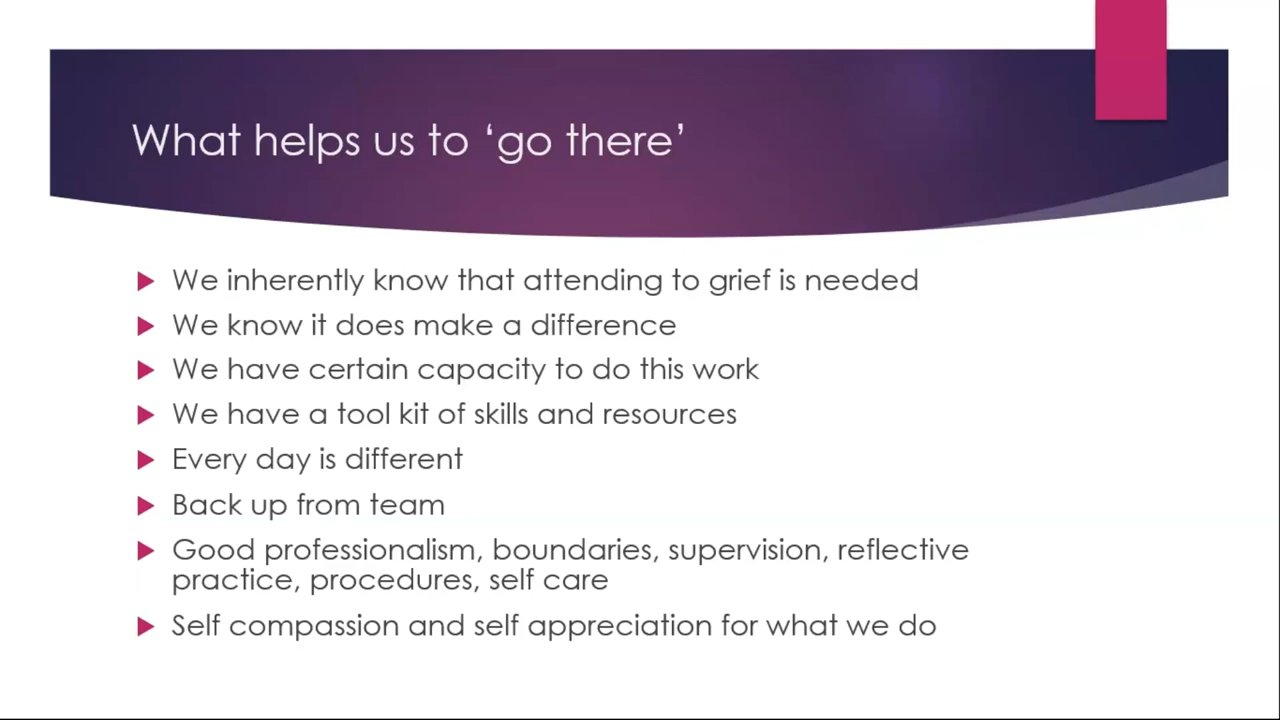 What helps us to ‘go there’
We inherently know that attending to grief is needed
We know it does make a difference
We have certain capacity to do this work
We have a tool kit of skills and resources
Every day is different
Back up from team
Good professionalism, boundaries, supervision, reflective
practice, procedures, self care
Self compassion and self appreciation for what we do